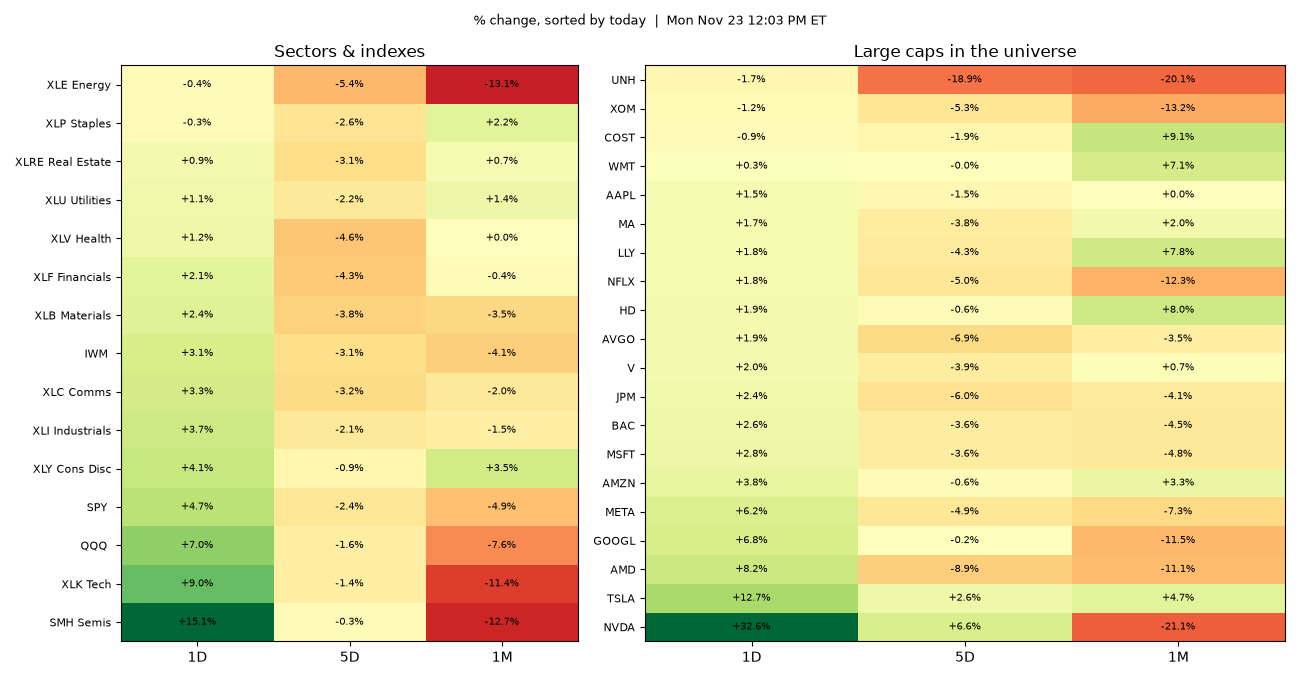 % change, sorted by today | Mon Nov 23 12:03 PM ET
Sectors & indexes
XLE Energy -0.4% -5.4% -13.1%
XLP Staples -0.3% -2.6% +2.2%
XLRE Real Estate +0.9% -3.1% +0.7%
XLU Utilities +1.1% -2.2% +1.4%
XLV Health +1.2% -4.6% +0.0%
XLF Financials +2.1% -4.3% -0.4%
XLB Materials +2.4% -3.8% -3.5%
IWM +3.1% -3.1% -4.1%
XLC Comms +3.3% -3.2% -2.0%
XLI Industrials +3.7% -2.1% -1.5%
XLY Cons Disc +4.1% -0.9% +3.5%
SPY +4.7% -2.4% -4.9%
QQQ +7.0% -1.6% -7.6%
XLK Tech +9.0% -1.4% -11.4%
SMH Semis +15.1% -0.3% -12.7%
1D 5D 1M
Large caps in the universe
UNH -1.7% -18.9% -20.1%
XOM -1.2% -5.3% -13.2%
COST -0.9% -1.9% +9.1%
WMT +0.3% -0.0% +7.1%
AAPL +1.5% -1.5% +0.0%
MA +1.7% -3.8% +2.0%
LLY +1.8% -4.3% +7.8%
NFLX +1.8% -5.0% -12.3%
HD +1.9% -0.6% +8.0%
AVGO +1.9% -6.9% -3.5%
V +2.0% -3.9% +0.7%
JPM +2.4% -6.0% -4.1%
BAC +2.6% -3.6% -4.5%
MSFT +2.8% -3.6% -4.8%
AMZN +3.8% -0.6% +3.3%
META +6.2% -4.9% -7.3%
GOOGL +6.8% -0.2% -11.5%
AMD +8.2% -8.9% -11.1%
TSLA +12.7% +2.6% +4.7%
NVDA +32.6% +6.6% -21.1%
1D 5D 1M